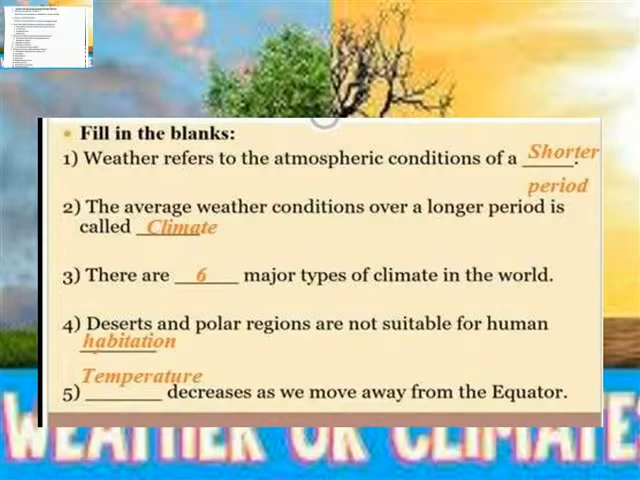 Fill in the blanks:
1) Weather refers to the atmospheric conditions of a Shorter
period
2) The average weather conditions over a longer period is
called Climate
3) There are 6 major types of climate in the world.
4) Deserts and polar regions are not suitable for human
habitation
Temperature
5) ______ decreases as we move away from the Equator.
WEATHER OR CLIMATE